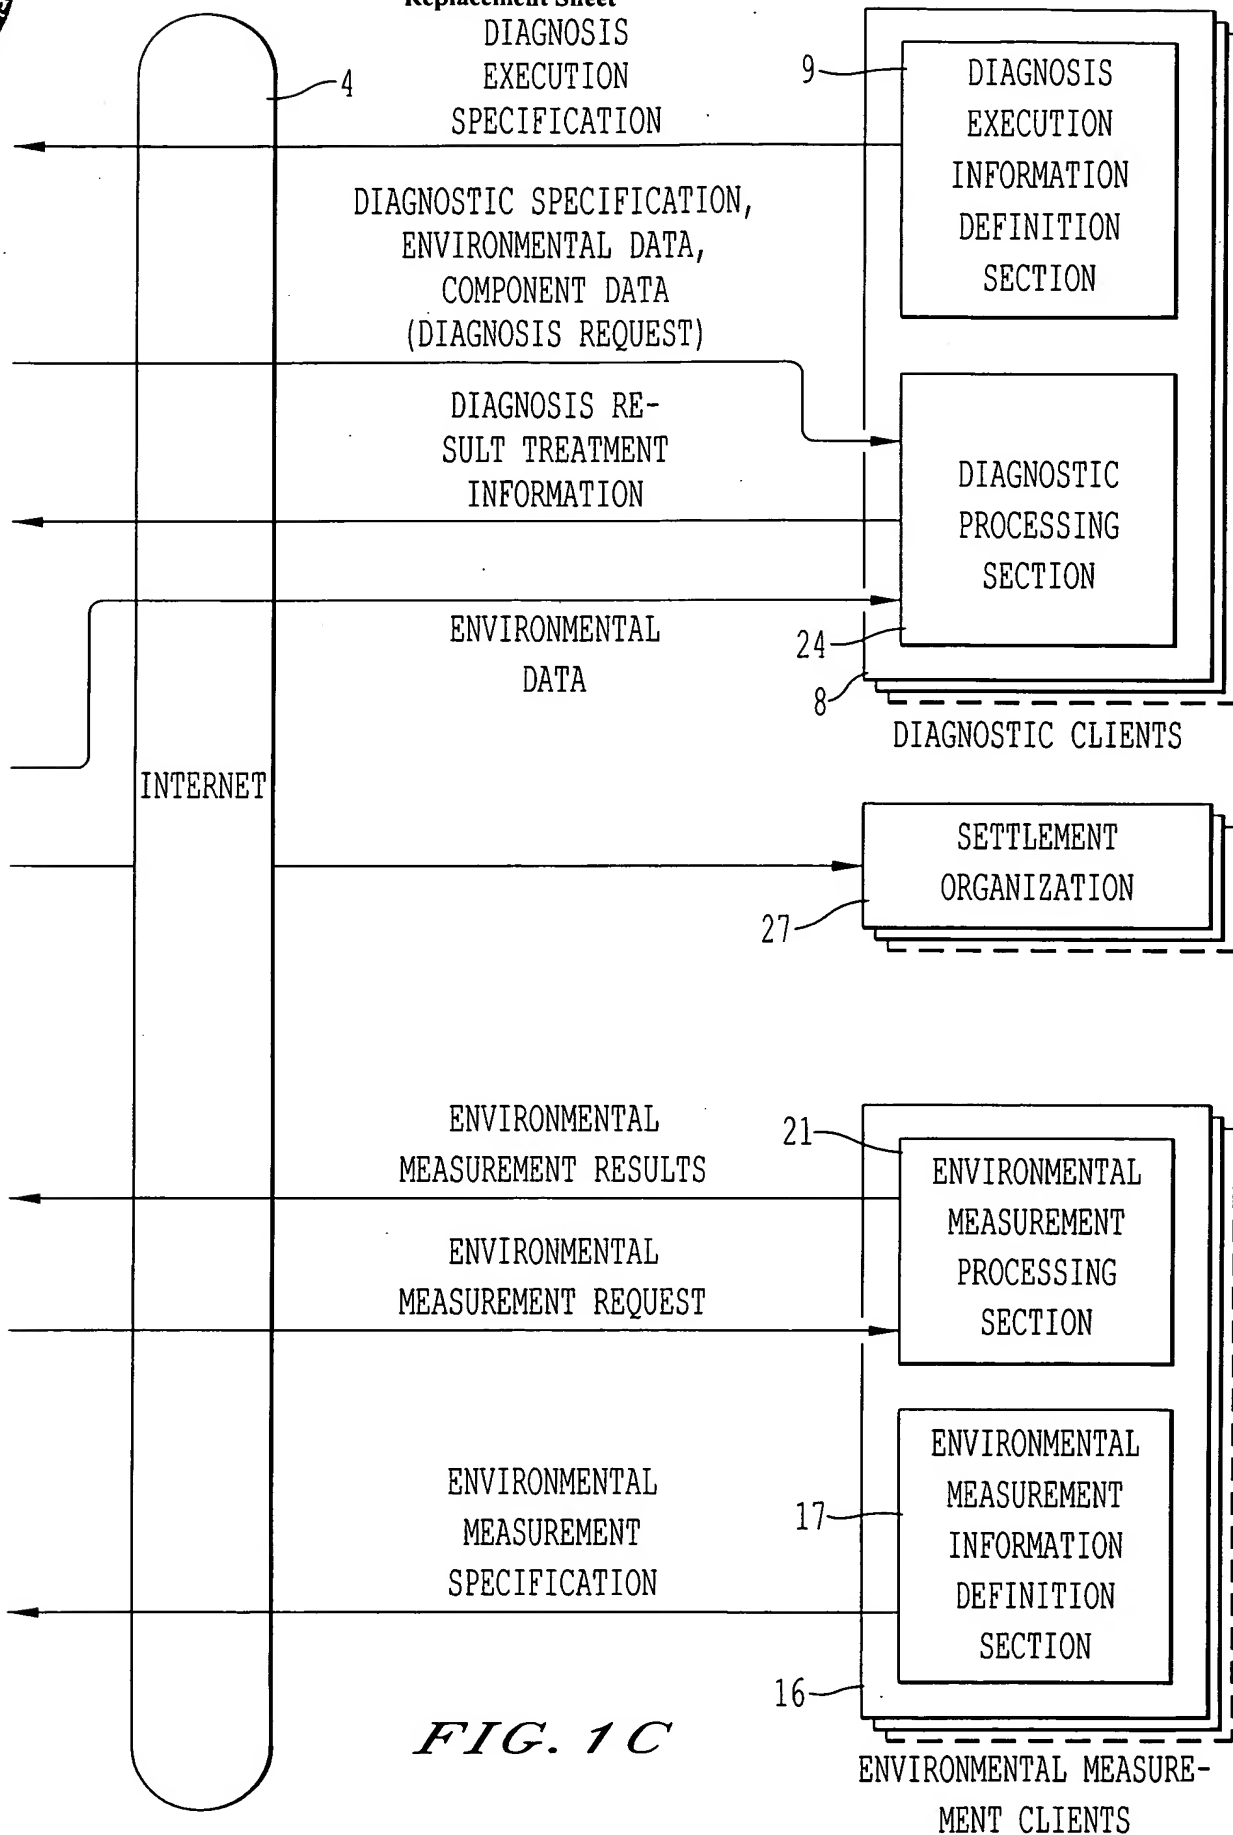 Replacement Sheet
DIAGNOSIS
EXECUTION
SPECIFICATION
4
9
DIAGNOSIS
EXECUTION
INFORMATION
DEFINITION
SECTION
DIAGNOSTIC SPECIFICATION,
ENVIRONMENTAL DATA,
COMPONENT DATA
(DIAGNOSIS REQUEST)
DIAGNOSIS RE-
SULT TREATMENT
INFORMATION
DIAGNOSTIC
PROCESSING
SECTION
24
8
ENVIRONMENTAL
DATA
DIAGNOSTIC CLIENTS
INTERNET
SETTLEMENT
ORGANIZATION
27
ENVIRONMENTAL
MEASUREMENT RESULTS
21
ENVIRONMENTAL
MEASUREMENT
PROCESSING
SECTION
ENVIRONMENTAL
MEASUREMENT REQUEST
ENVIRONMENTAL
MEASUREMENT
SPECIFICATION
17
ENVIRONMENTAL
MEASUREMENT
INFORMATION
DEFINITION
SECTION
16
FIG. 1C
ENVIRONMENTAL MEASURE-
MENT CLIENTS